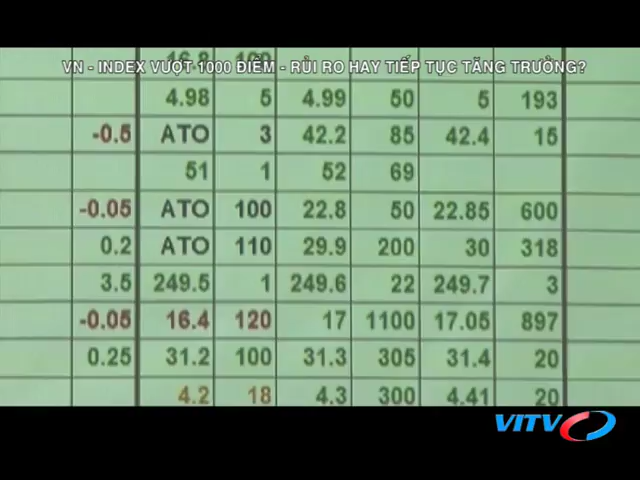 VN - INDEX VƯỢT 1000 ĐIỂM - RỦI RO HAY TIẾP TỤC TĂNG TRƯỞNG?
16.8 100
4.98 5 4.99 50 5 193
-0.5 ATO 3 42.2 85 42.4 15
51 1 52 69
-0.05 ATO 100 22.8 50 22.85 600
0.2 ATO 110 29.9 200 30 318
3.5 249.5 1 249.6 22 249.7 3
-0.05 16.4 120 17 1100 17.05 897
0.25 31.2 100 31.3 305 31.4 20
4.2 18 4.3 300 4.41 20
VITV